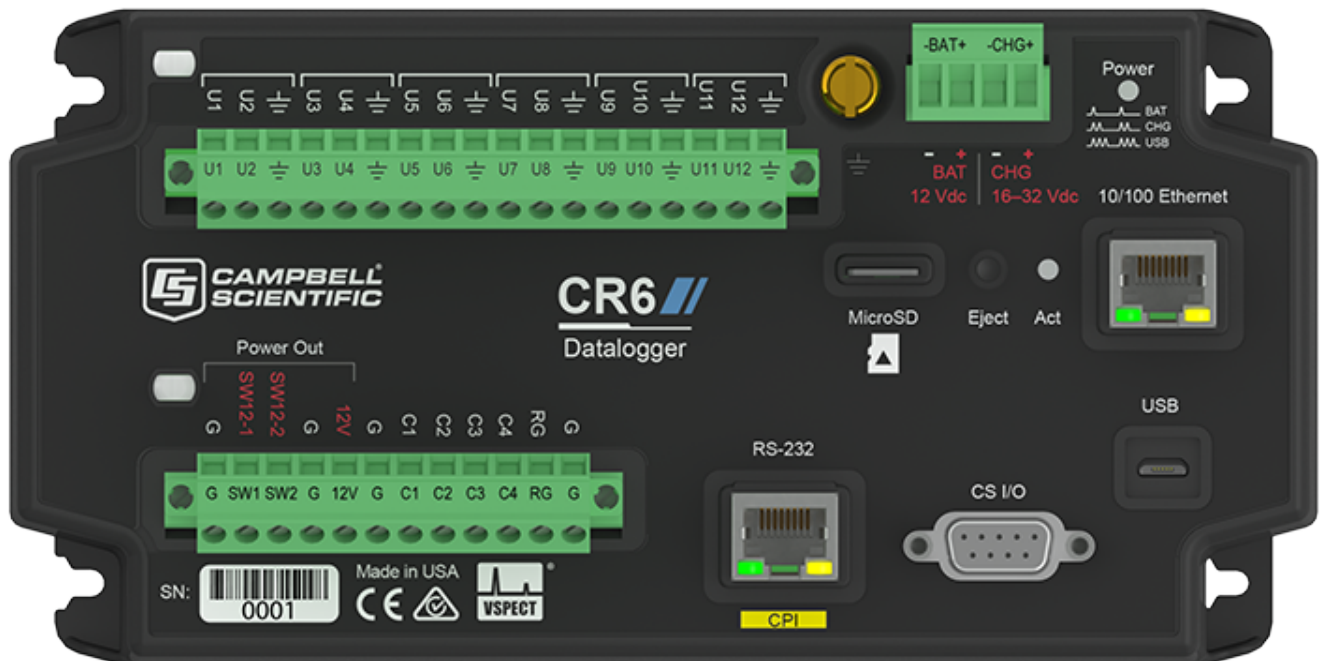 -BAT+ -CHG+
Power
BAT
CHG
USB
U1 U2 U3 U4 U5 U6 U7 U8 U9 U10 U11 U12
U1 U2 U3 U4 U5 U6 U7 U8 U9 U10 U11 U12
- + - +
BAT CHG
12 Vdc 16–32 Vdc
10/100 Ethernet
CAMPBELL
SCIENTIFIC
CR6
Datalogger
MicroSD Eject Act
Power Out
G SW12-1 SW12-2 G 12V G C1 C2 C3 C4 RG G
G SW1 SW2 G 12V G C1 C2 C3 C4 RG G
USB
RS-232
CS I/O
SN:
0001
Made in USA
CE
VSPECT
®
CPI